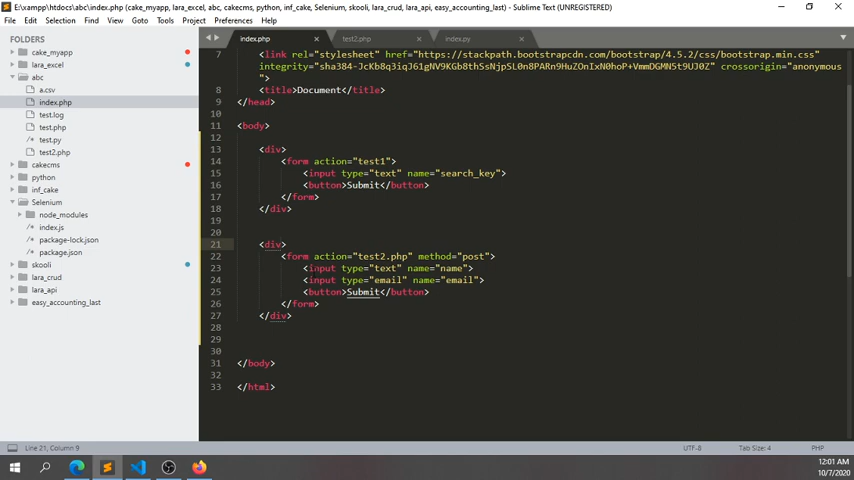 E:\xampp\htdocs\abc\index.php (cake_myapp, lara_excel, abc, cakecms, python, inf_cake, Selenium, skooli, lara_crud, lara_api, easy_accounting_last) - Sublime Text (UNREGISTERED)
File Edit Selection Find View Goto Tools Project Preferences Help
FOLDERS
cake_myapp
lara_excel
abc
a.csv
index.php
test.log
test.php
test.py
test2.php
cakecms
python
inf_cake
Selenium
node_modules
index.js
package-lock.json
package.json
skooli
lara_crud
lara_api
easy_accounting_last
index.php test2.php index.py
7 <link rel="stylesheet" href="https://stackpath.bootstrapcdn.com/bootstrap/4.5.2/css/bootstrap.min.css"
integrity="sha384-JcKb8q3iqJ61gNV9KGb8thSsNjpSL0n8PARn9HuZOnIxN0hoP+VmmDGMN5t9UJ0Z" crossorigin="anonymous
">
8 <title>Document</title>
9 </head>
10
11 <body>
12
13 <div>
14 <form action="test1">
15 <input type="text" name="search_key">
16 <button>Submit</button>
17 </form>
18 </div>
19
20
21 <div>
22 <form action="test2.php" method="post">
23 <input type="text" name="name">
24 <input type="email" name="email">
25 <button>Submit</button>
26 </form>
27 </div>
28
29
30
31 </body>
32
33 </html>
Line 21, Column 9 UTF-8 Tab Size: 4 PHP
12:01 AM
10/7/2020